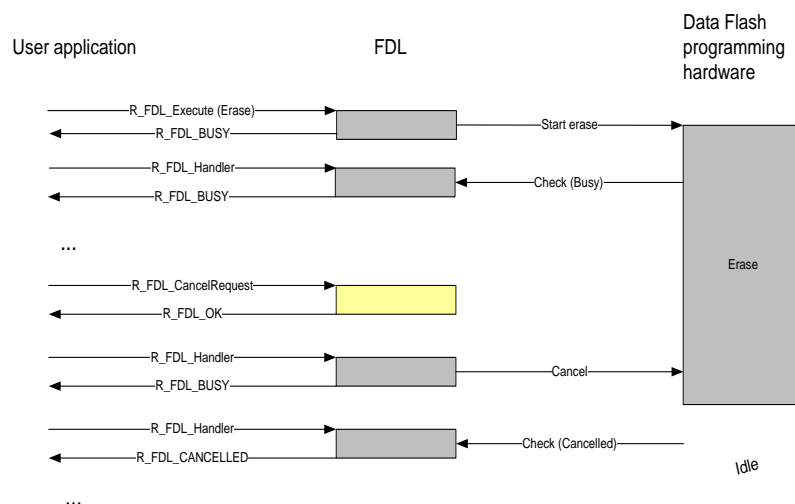 User application
FDL
Data Flash
programming
hardware
R_FDL_Execute (Erase)
R_FDL_BUSY
Start erase
R_FDL_Handler
R_FDL_BUSY
Check (Busy)
...
Erase
R_FDL_CancelRequest
R_FDL_OK
R_FDL_Handler
R_FDL_BUSY
Cancel
R_FDL_Handler
R_FDL_CANCELLED
Check (Cancelled)
Idle
...